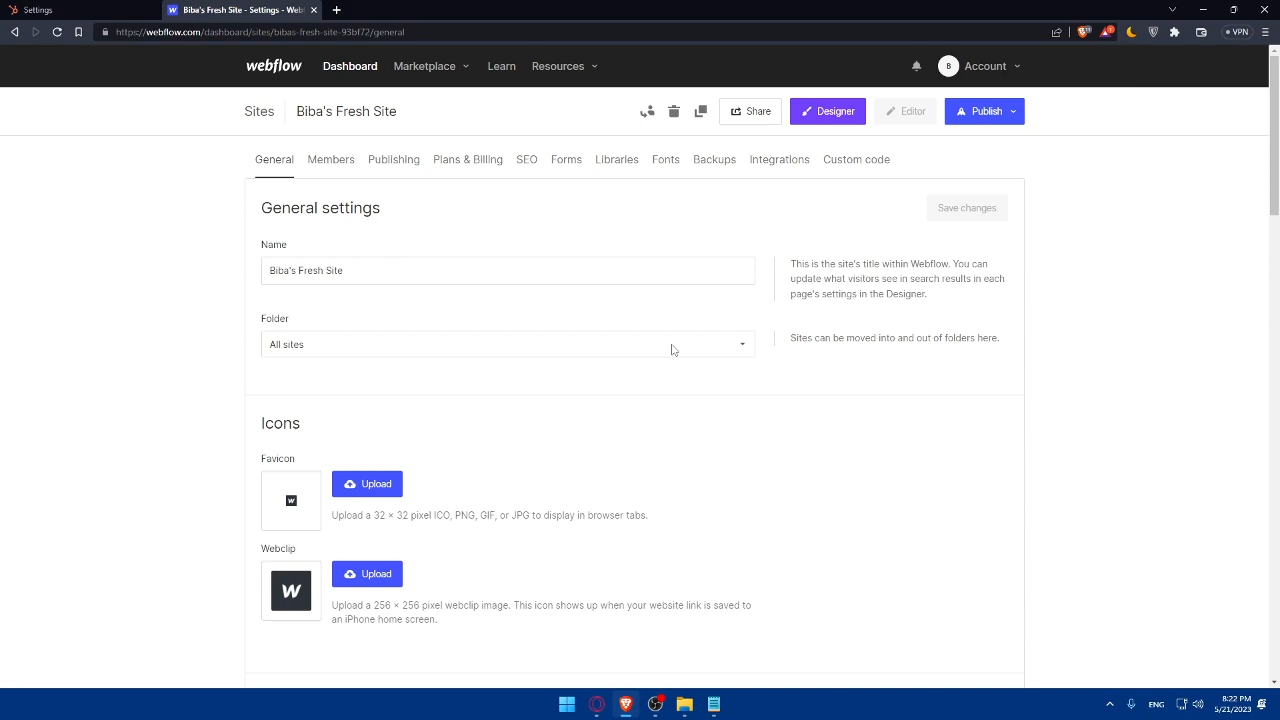 Settings
Biba's Fresh Site - Settings - Web
https://webflow.com/dashboard/sites/bibas-fresh-site-93bf72/general
VPN
webflow
Dashboard
Marketplace
Learn
Resources
B
Account
Sites
Biba's Fresh Site
Share
Designer
Editor
Publish
General
Members
Publishing
Plans & Billing
SEO
Forms
Libraries
Fonts
Backups
Integrations
Custom code
General settings
Save changes
Name
Biba's Fresh Site
This is the site's title within Webflow. You can
update what visitors see in search results in each
page's settings in the Designer.
Folder
All sites
Sites can be moved into and out of folders here.
Icons
Favicon
Upload
Upload a 32 × 32 pixel ICO, PNG, GIF, or JPG to display in browser tabs.
Webclip
W
Upload
Upload a 256 × 256 pixel webclip image. This icon shows up when your website link is saved to
an iPhone home screen.
ENG
8:22 PM
5/21/2023